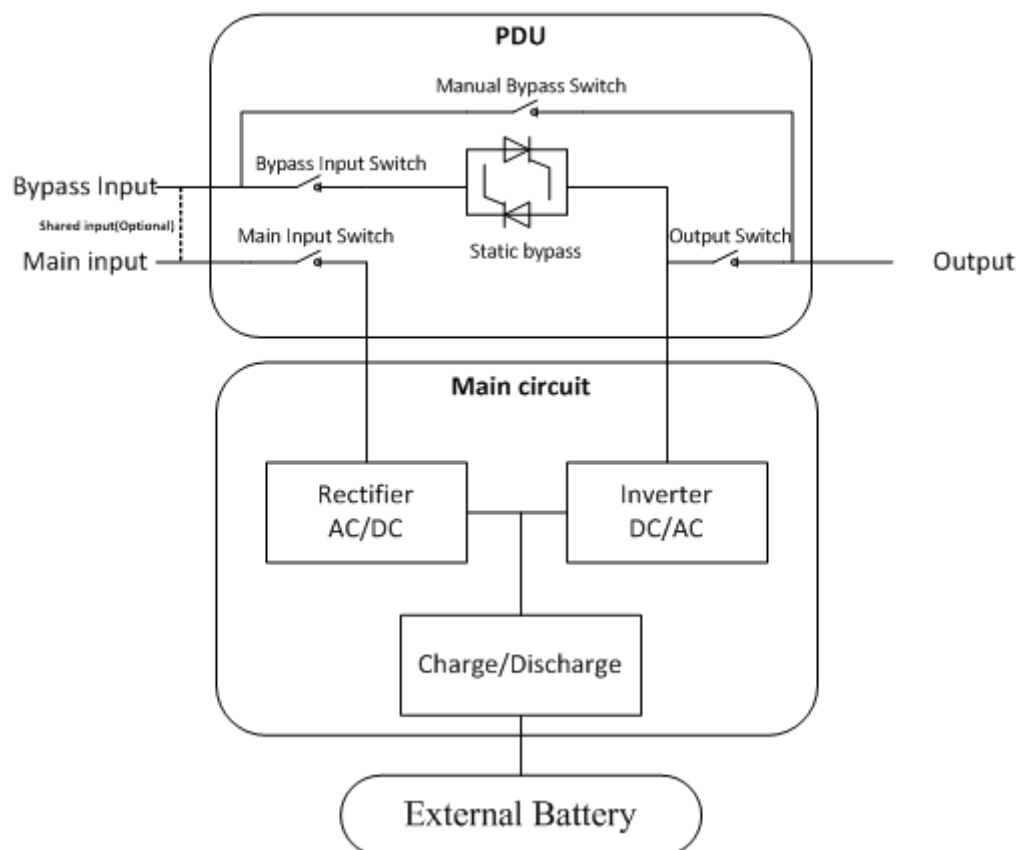 PDU
Manual Bypass Switch
Bypass Input Switch
Bypass Input
Shared input(Optional)
Main Input Switch
Static bypass
Output Switch
Main input
Output
Main circuit
Rectifier
AC/DC
Inverter
DC/AC
Charge/Discharge
External Battery